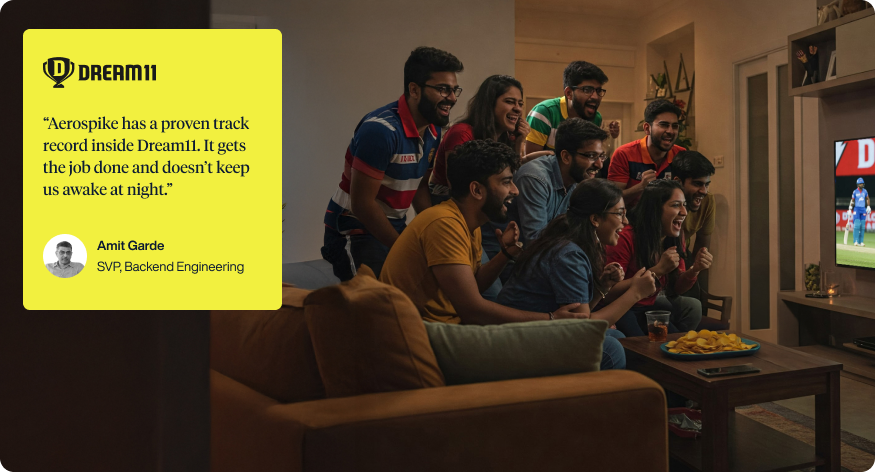 DREAM11
“Aerospike has a proven track
record inside Dream11. It gets
the job done and doesn’t keep
us awake at night.”
Amit Garde
SVP, Backend Engineering